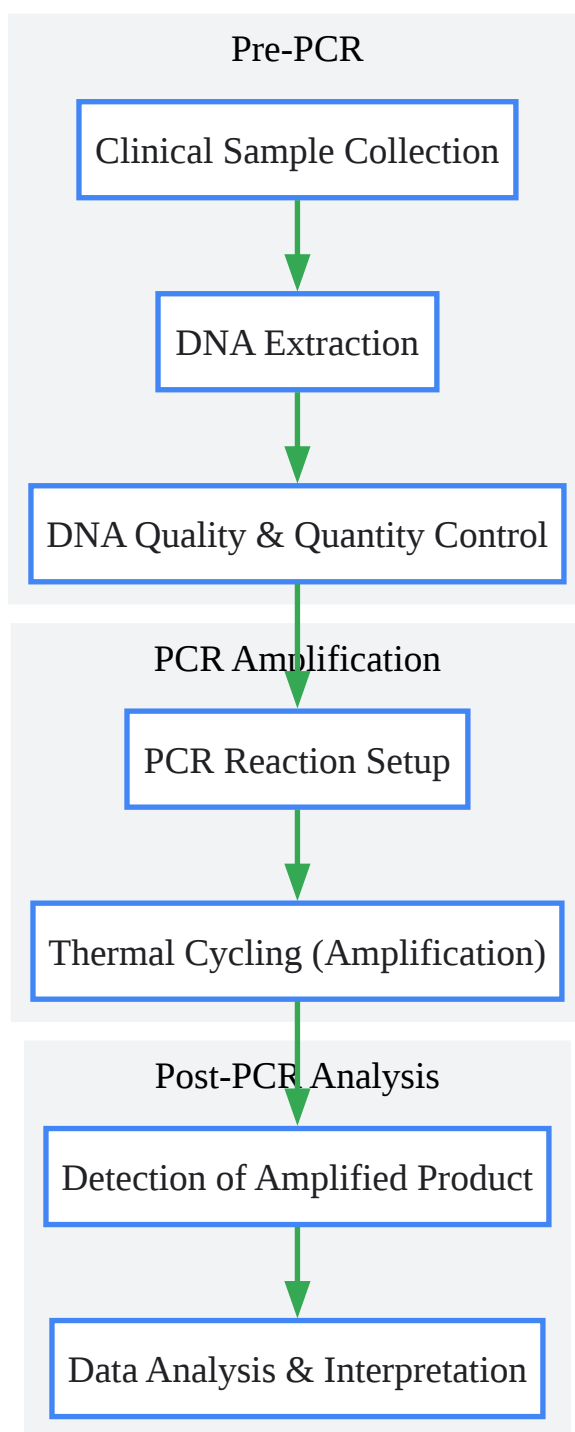 Pre-PCR
Clinical Sample Collection
DNA Extraction
DNA Quality & Quantity Control
PCR Amplification
PCR Reaction Setup
Thermal Cycling (Amplification)
Post-PCR Analysis
Detection of Amplified Product
Data Analysis & Interpretation